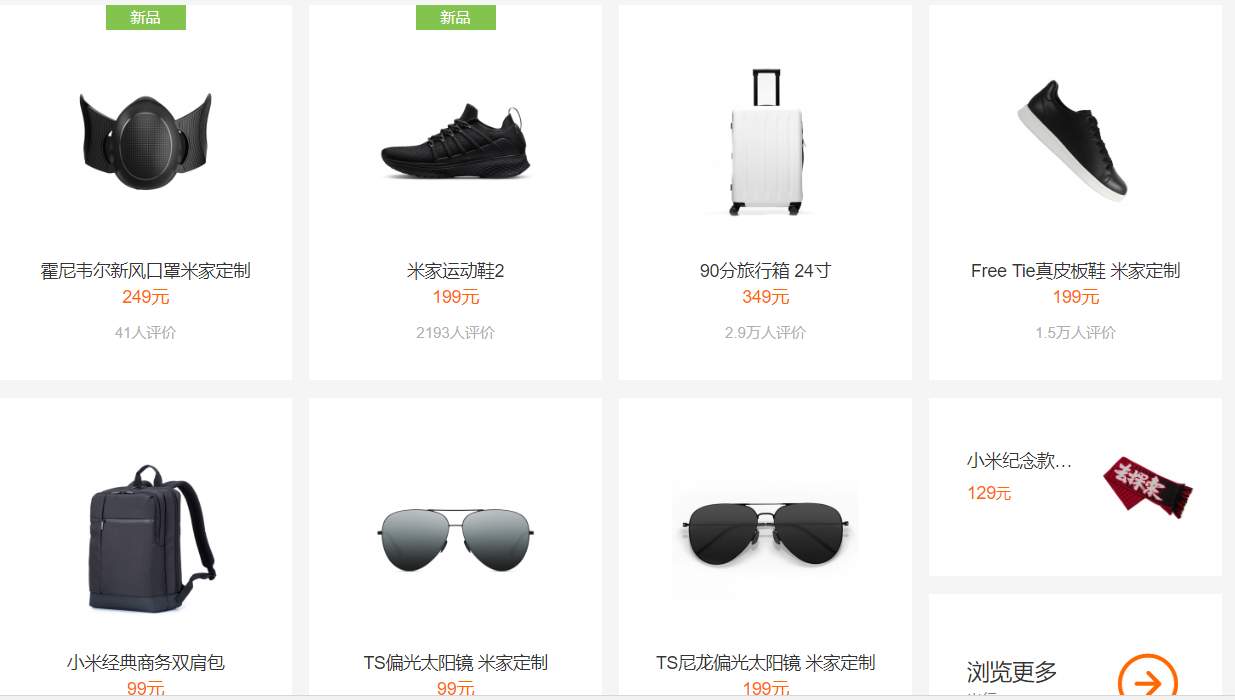 新品
新品
霍尼韦尔新风口罩米家定制
249元
41人评价
米家运动鞋2
199元
2193人评价
90分旅行箱 24寸
349元
2.9万人评价
Free Tie真皮板鞋 米家定制
199元
1.5万人评价
小米经典商务双肩包
99元
TS偏光太阳镜 米家定制
99元
TS尼龙偏光太阳镜 米家定制
199元
小米纪念款…
129元
去探索
浏览更多